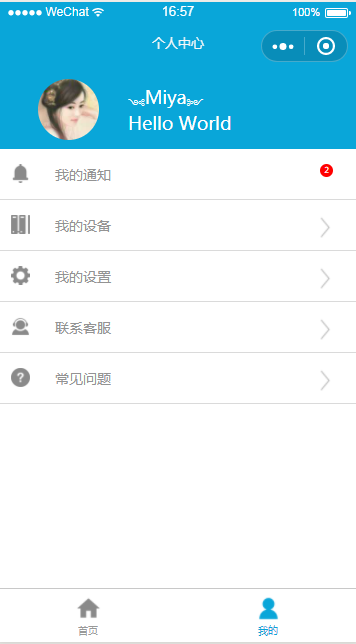 WeChat 16:57 100%
个人中心
༺Miya༻
Hello World
我的通知 2
我的设备
我的设置
联系客服
常见问题
首页 我的